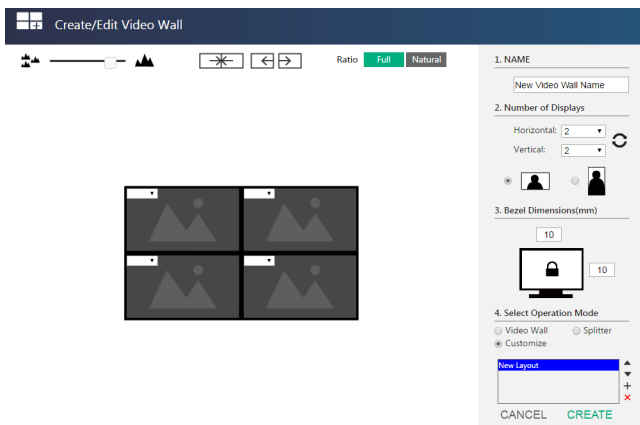 Create/Edit Video Wall
Ratio Full Natural
1. NAME
New Video Wall Name
2. Number of Displays
Horizontal: 2
Vertical: 2
3. Bezel Dimensions(mm)
10
10
4. Select Operation Mode
Video Wall Splitter
Customize
New Layout
CANCEL CREATE